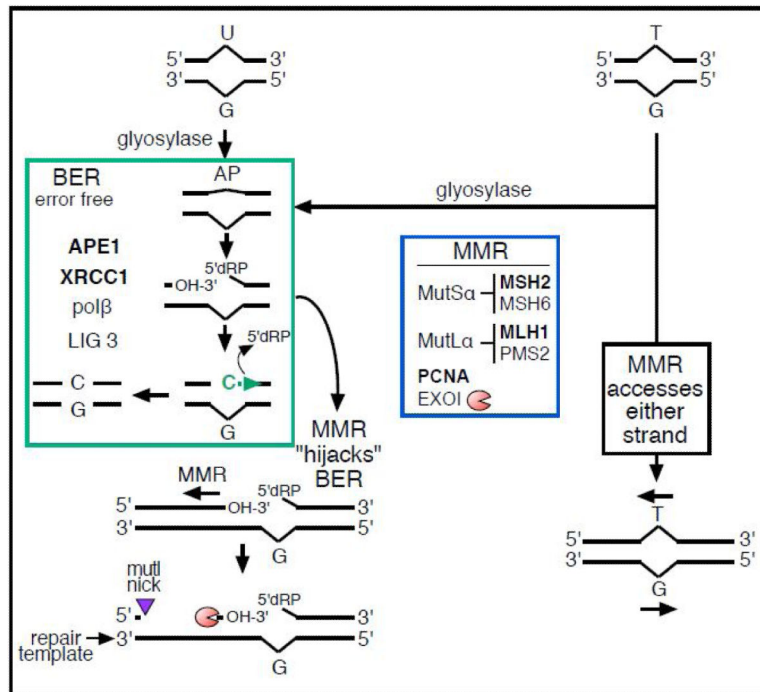 U
5' 3'
3' 5'
G
T
5' 3'
3' 5'
G
glyosylase
BER
error free
APE1
XRCC1
polβ
LIG 3
AP
5'dRP
OH-3'
5'dRP
C
G
C
G
glyosylase
MMR
MutSα MSH2
MSH6
MutLα MLH1
PMS2
PCNA
EXOI
MMR
accesses
either
strand
MMR
"hijacks"
BER
MMR
5' OH-3' 5'dRP 3'
3' 5'
G
T
5' 3'
3' 5'
G
mutl
nick
5' OH-3' 5'dRP 3'
repair
template
3' 5'
G